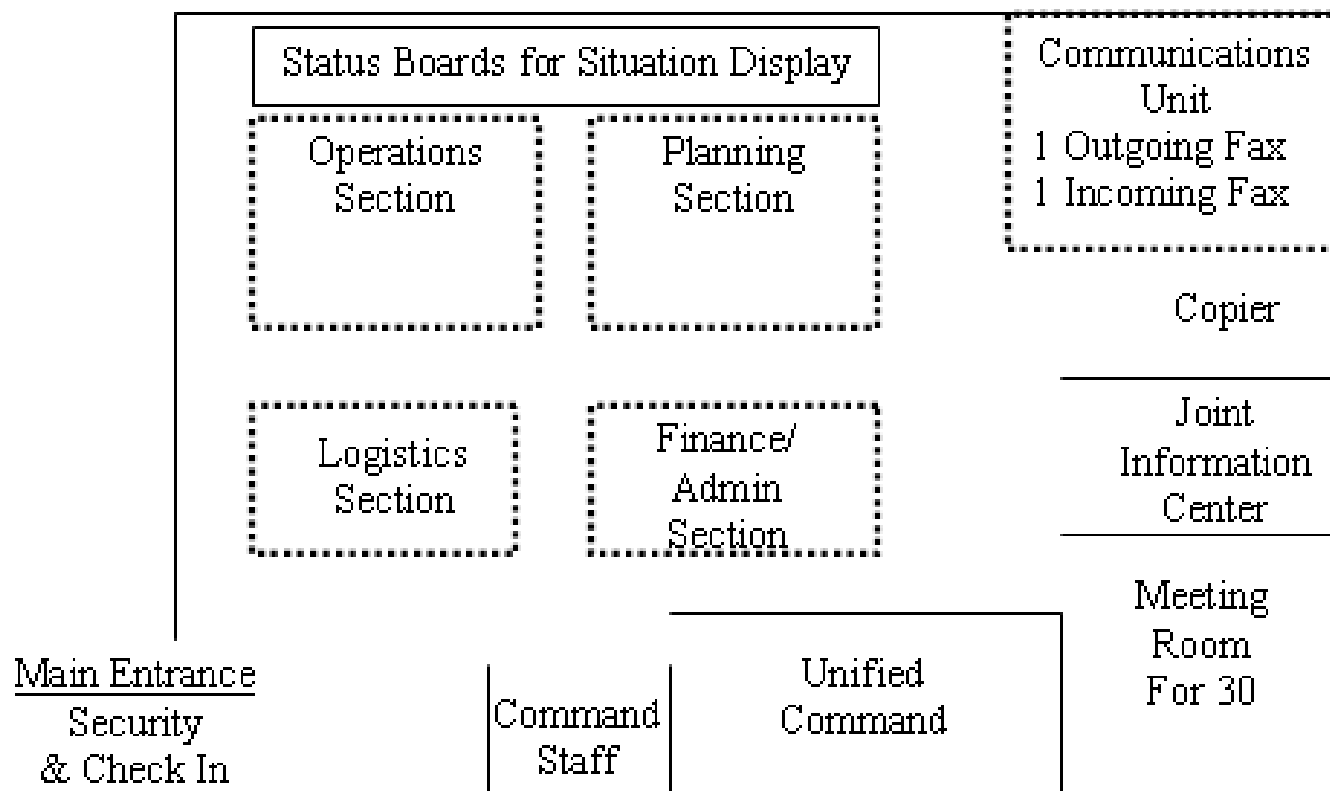 Status Boards for Situation Display
Communications
Unit
1 Outgoing Fax
1 Incoming Fax
Operations
Section
Planning
Section
Copier
Logistics
Section
Finance/
Admin
Section
Joint
Information
Center
Meeting
Room
For 30
Main Entrance
Security
& Check In
Command
Staff
Unified
Command